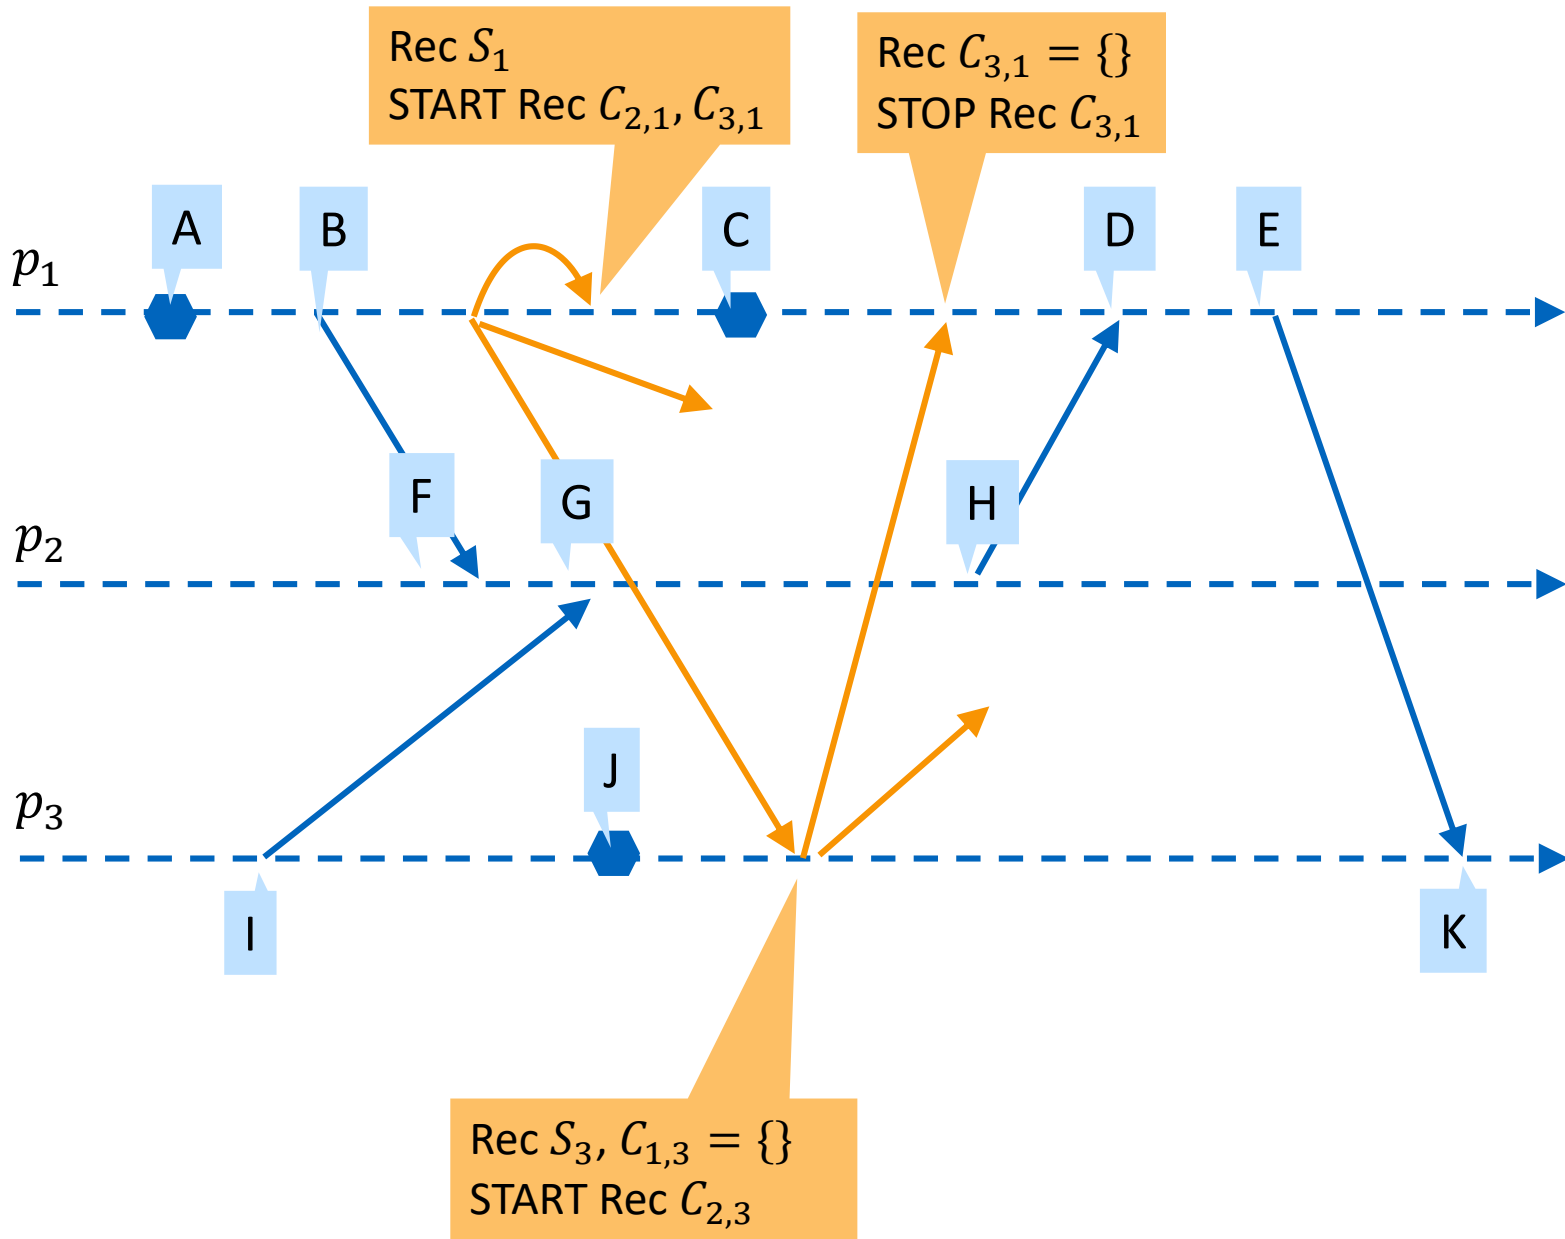 Rec S₁
START Rec C₂,₁, C₃,₁
Rec C₃,₁ = {}
STOP Rec C₃,₁
A
B
C
D
E
p₁
F
G
H
p₂
J
p₃
I
K
Rec S₃, C₁,₃ = {}
START Rec C₂,₃